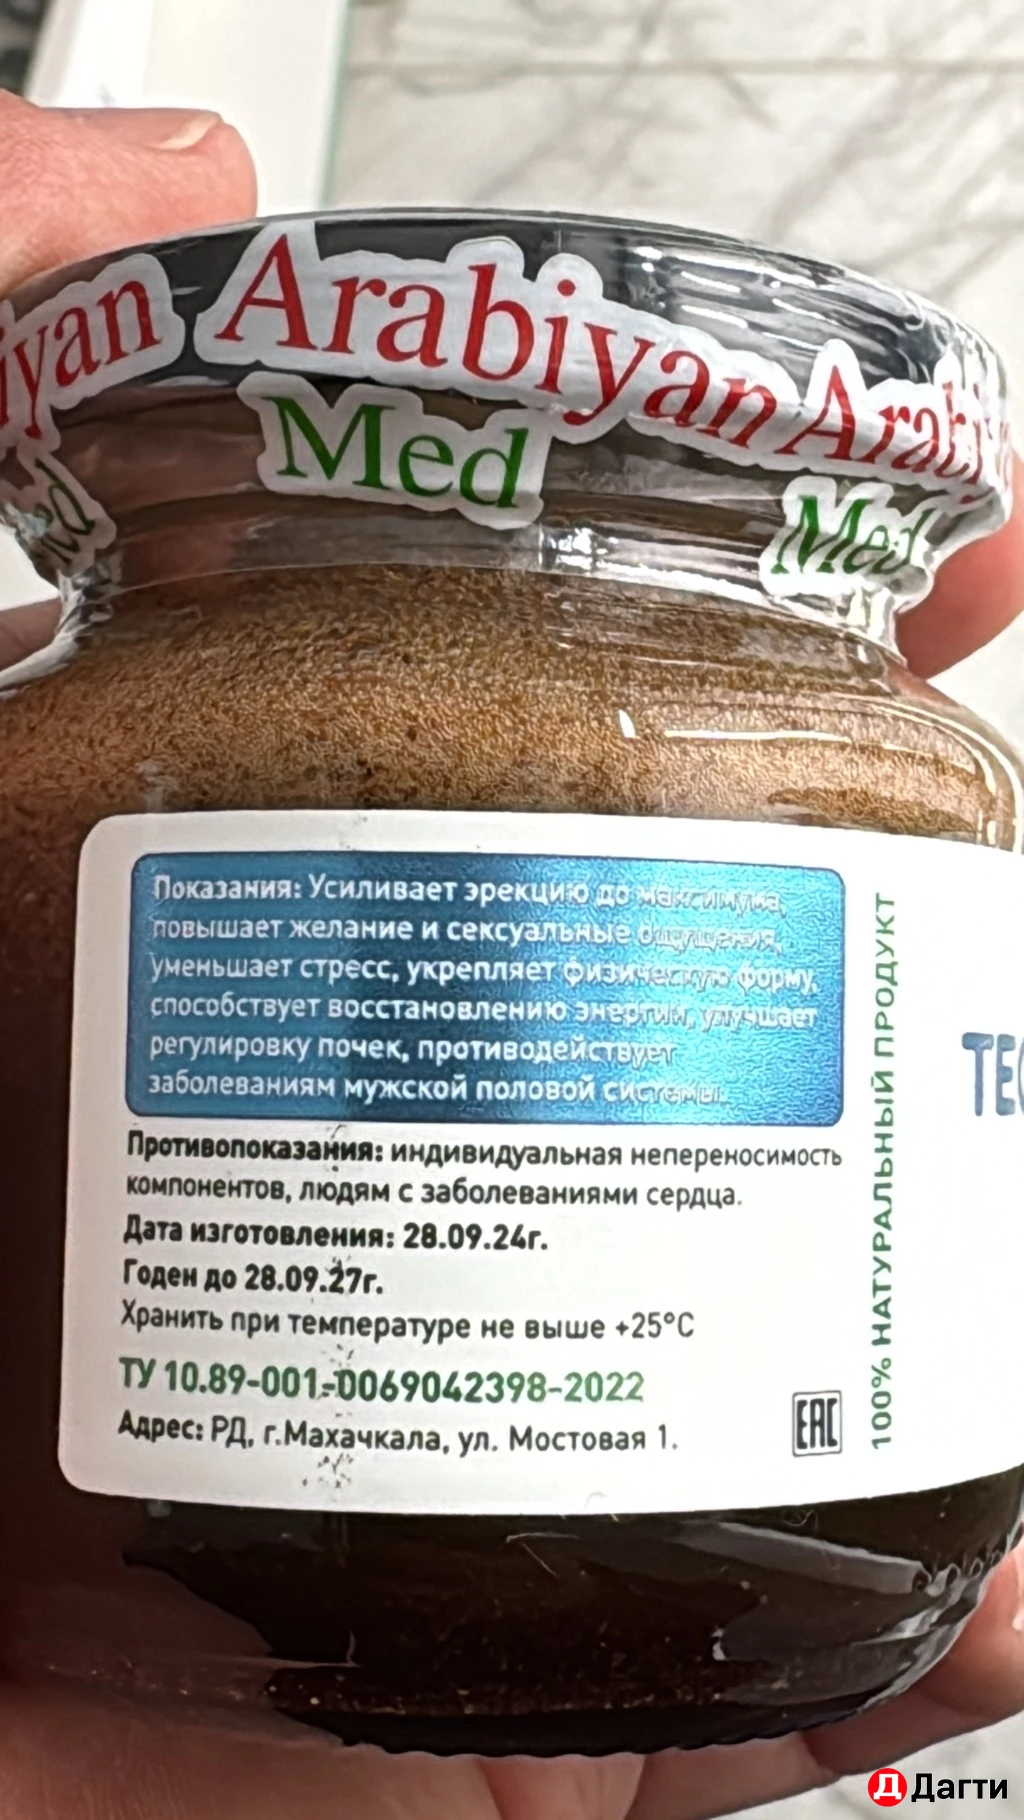 iyan Arabiyan Arabiy
Med Med
Показания: Усиливает эрекцию до максимума,
повышает желание и сексуальные ощущения,
уменьшает стресс, укрепляет физическую форму,
способствует восстановлению энергии, улучшает
регулировку почек, противодействует
заболеваниям мужской половой системы.
Противопоказания: индивидуальная непереносимость
компонентов, людям с заболеваниями сердца.
Дата изготовления: 28.09.24г.
Годен до 28.09.27г.
Хранить при температуре не выше +25°C
ТУ 10.89-001-0069042398-2022
Адрес: РД, г.Махачкала, ул. Мостовая 1.
EAC
100% НАТУРАЛЬНЫЙ ПРОДУКТ
ТЕС
Д Дагти